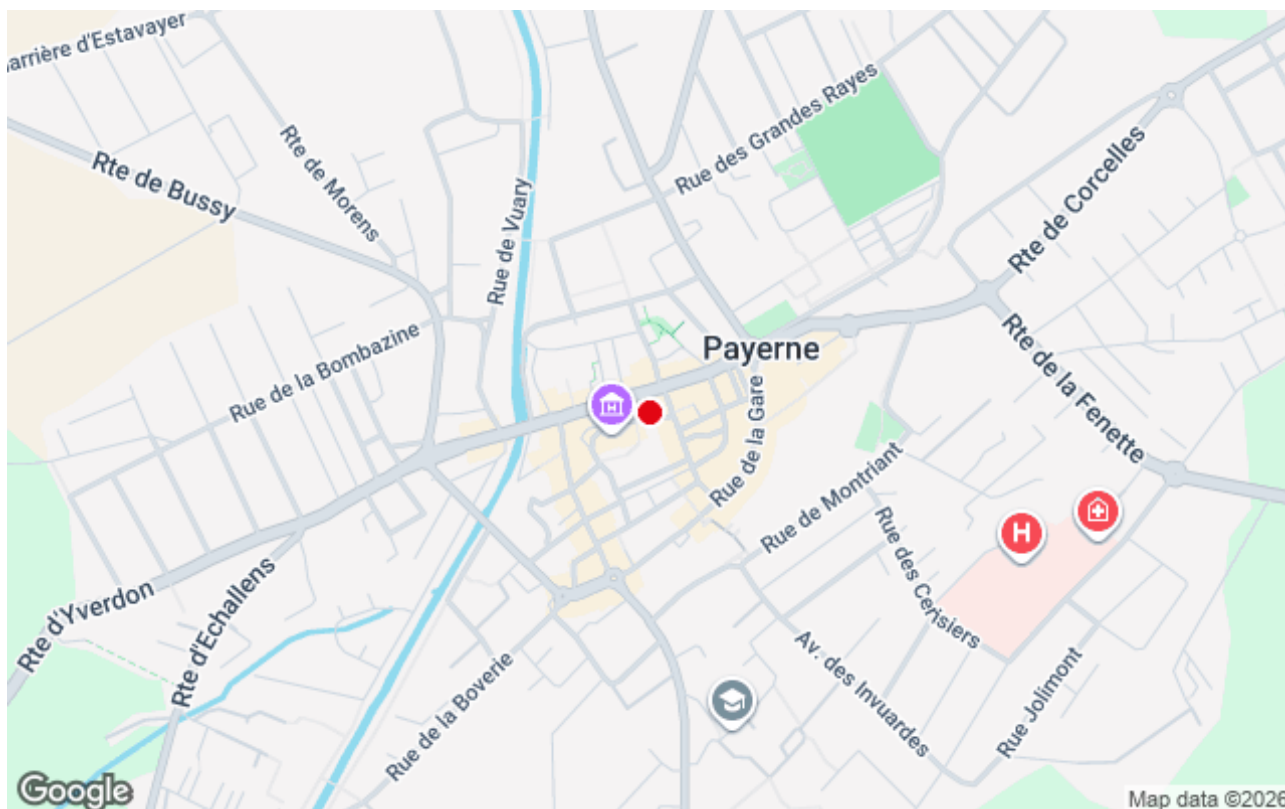 arrière d'Estavayer
Rte de Bussy
Rte de Morens
Rue de Vuary
Rue des Grandes Rayes
Rte de Corcelles
Rue de la Bombazine
Payerne
Rte de la Fenette
Rue de la Gare
Rue de Montriant
H
Rue des Cerisiers
Rte d'Yverdon
Rte d'Echallens
Rue de la Boverie
Av. des Invuardes
Rue Jolimont
Google
Map data ©2026